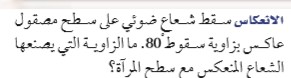 الانعكاس سقط شعاع ضوئي على سطح مصقول
عاكس بزاوية سقوط 80°. ما الزاوية التي يصنعها
الشعاع المنعكس مع سطح المرآة؟